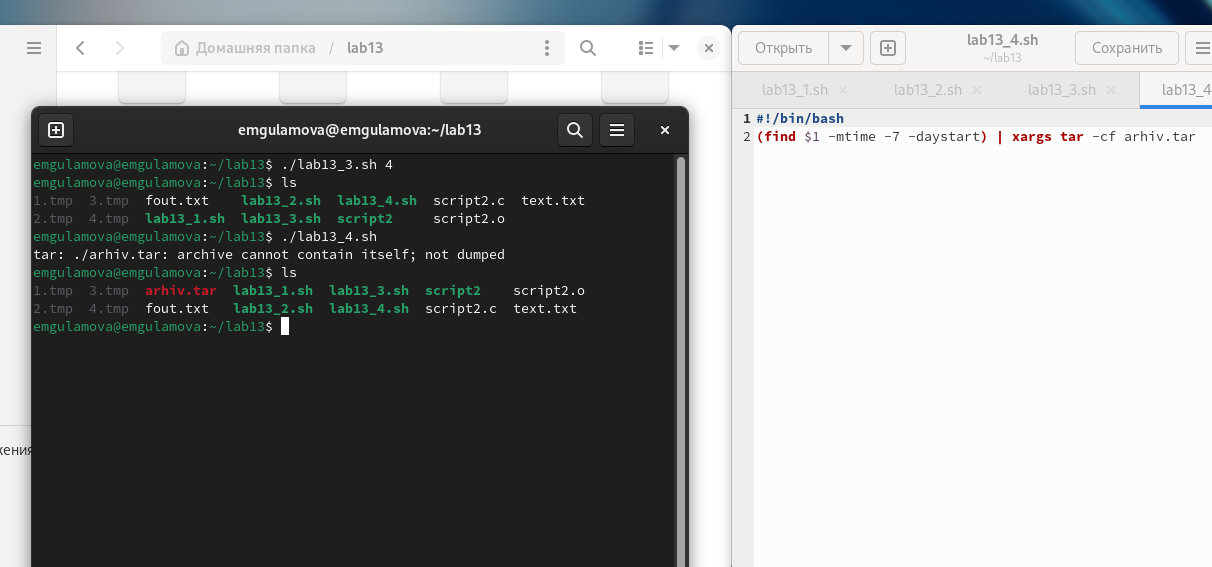 Домашняя папка / lab13
жения
emgulamova@emgulamova:~/lab13
emgulamova@emgulamova:~/lab13$ ./lab13_3.sh 4
emgulamova@emgulamova:~/lab13$ ls
1.tmp  3.tmp  fout.txt    lab13_2.sh  lab13_4.sh  script2.c  text.txt
2.tmp  4.tmp  lab13_1.sh  lab13_3.sh  script2     script2.o
emgulamova@emgulamova:~/lab13$ ./lab13_4.sh
tar: ./arhiv.tar: archive cannot contain itself; not dumped
emgulamova@emgulamova:~/lab13$ ls
1.tmp  3.tmp  arhiv.tar  lab13_1.sh  lab13_3.sh  script2    script2.o
2.tmp  4.tmp  fout.txt   lab13_2.sh  lab13_4.sh  script2.c  text.txt
emgulamova@emgulamova:~/lab13$
Открыть
lab13_4.sh
~/lab13
Сохранить
lab13_1.sh
lab13_2.sh
lab13_3.sh
lab13_4
1 #!/bin/bash
2 (find $1 -mtime -7 -daystart) | xargs tar -cf arhiv.tar